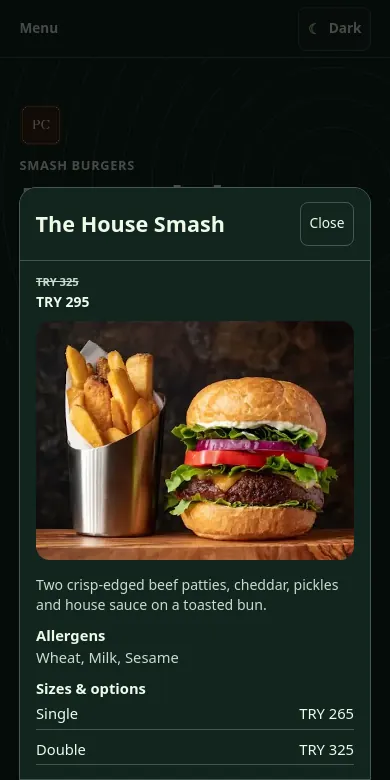 Menu
☾ Dark
PC
SMASH BURGERS
The House Smash
Close
TRY 325
TRY 295
Two crisp-edged beef patties, cheddar, pickles
and house sauce on a toasted bun.
Allergens
Wheat, Milk, Sesame
Sizes & options
Single
TRY 265
Double
TRY 325